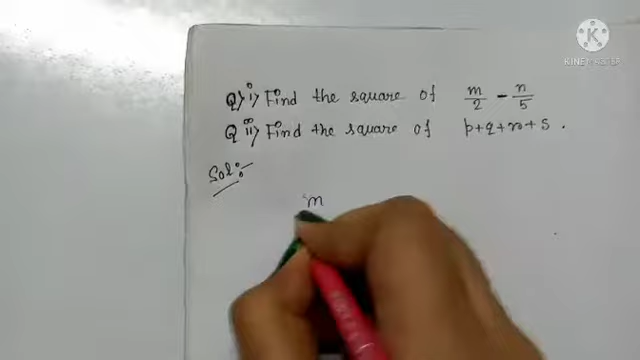 K
KINEMASTER
Q) i) Find the square of m/2 - n/5
Q ii) Find the square of p+q+r+s.
Sol:-
m